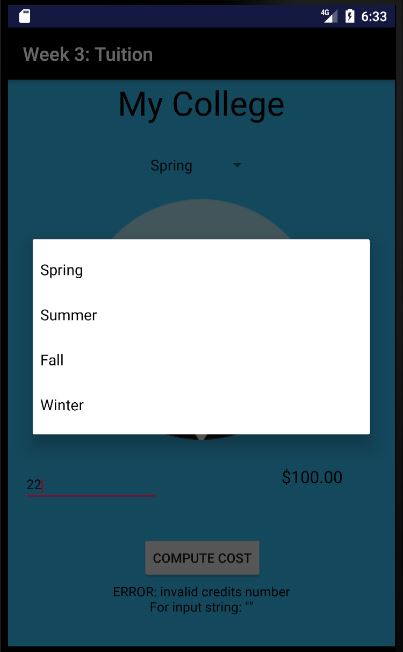 4G 6:33
Week 3: Tuition
My College
Spring
Spring
Summer
Fall
Winter
22
$100.00
COMPUTE COST
ERROR: invalid credits number
For input string: ""